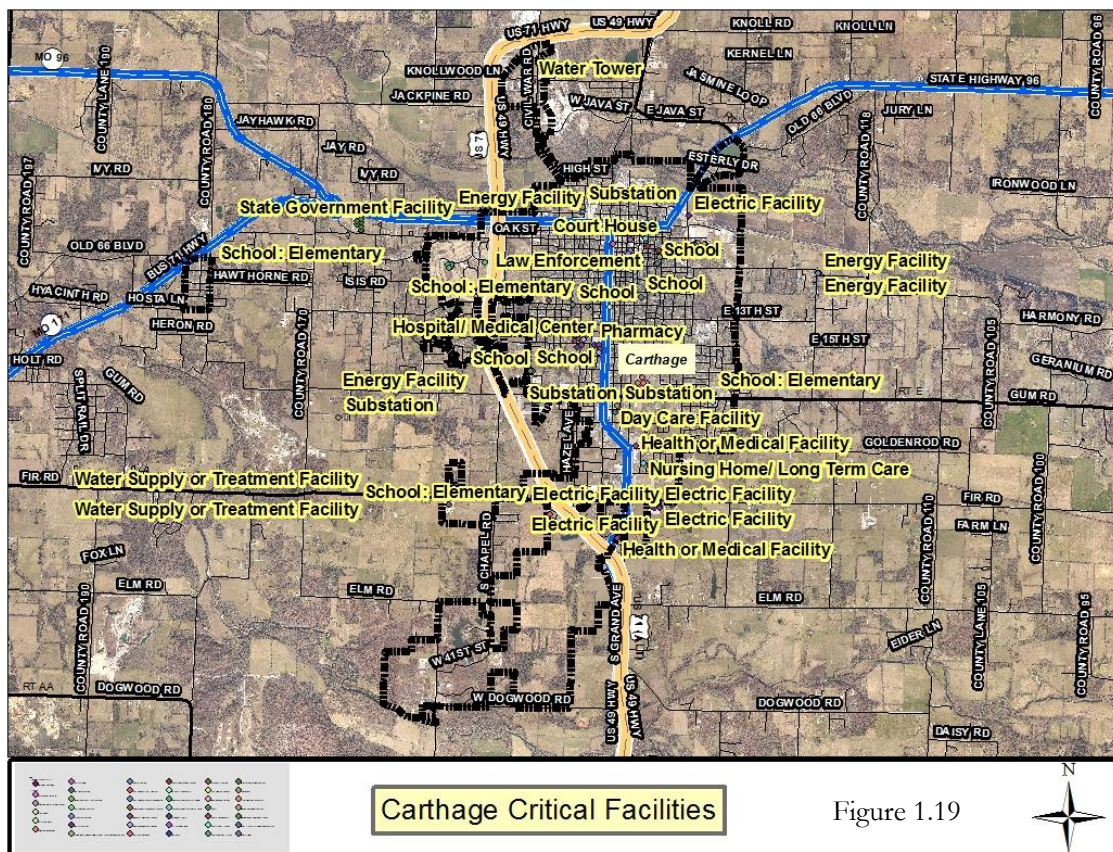 US 71 HWY
US 49 HWY
KNOLL RD
KNOLL LN
COUNTY ROAD 96
MO 96
COUNTY LANE 190
KNOLLWOOD LN
CIVIL WAR RD
Water Tower
KERNEL LN
JASMINE LOOP
STATE HIGHWAY 96
JACKPINE RD
US 49 HWY
W JAVA ST
E JAVA ST
OLD 66 BLVD
JURY LN
COUNTY ROAD 180
JAYHAWK RD
JAY RD
US 7
COUNTY ROAD 118
HIGH ST
ESTERLY DR
IVY RD
IVY RD
IRONWOOD LN
COUNTY ROAD 197
State Government Facility
Energy Facility
Substation
Electric Facility
OAK ST
Court House
OLD 66 BLVD
BUS 71 HWY
School: Elementary
Law Enforcement
School
Energy Facility
HAWTHORNE RD
ISIS RD
School: Elementary
School
School
Energy Facility
HYACINTH RD
HOSTA LN
MO 171
HERON RD
E 13TH ST
HARMONY RD
Hospital/ Medical Center
Pharmacy
E 15TH ST
HOLT RD
COUNTY ROAD 170
School
School
Carthage
COUNTY ROAD 105
GERANIUM RD
SPLIT RAIL DR
GUM RD
Energy Facility
School: Elementary
RT E
GUM RD
Substation
Substation
Substation
HAZEL AVE
Day Care Facility
Health or Medical Facility
GOLDENROD RD
COUNTY ROAD 100
FIR RD
Water Supply or Treatment Facility
Nursing Home/ Long Term Care
School: Elementary
Electric Facility
Electric Facility
COUNTY ROAD 110
FIR RD
Water Supply or Treatment Facility
Electric Facility
Electric Facility
FARM LN
FOX LN
S CHAPEL RD
Health or Medical Facility
ELM RD
ELM RD
ELM RD
COUNTY ROAD 190
S GRAND AVE
COUNTY LANE 105
COUNTY ROAD 95
EIDER LN
W 41ST ST
RT AA
DOGWOOD RD
W DOGWOOD RD
US 49 HWY
US 49 HWY
DOGWOOD RD
DAISY RD
Carthage Critical Facilities
Figure 1.19
N